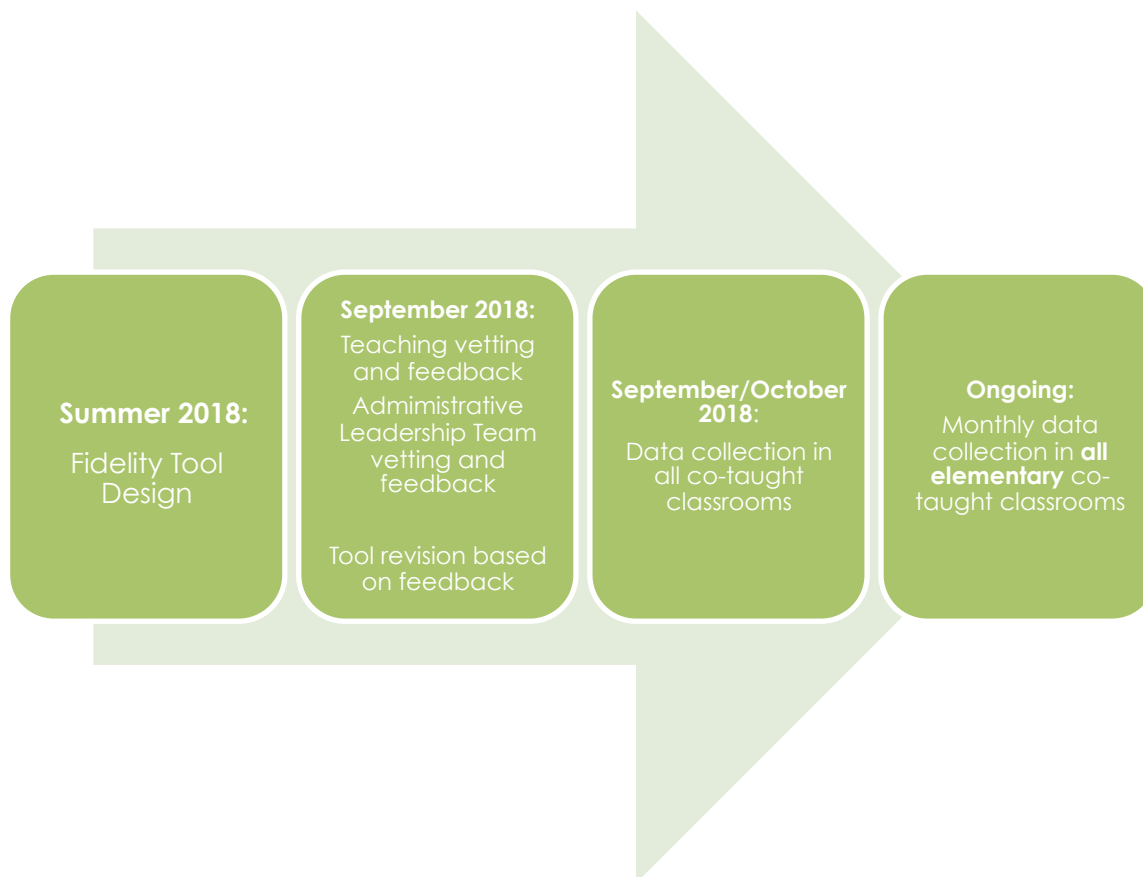 Summer 2018:
Fidelity Tool
Design
September 2018:
Teaching vetting
and feedback
Admimistrative
Leadership Team
vetting and
feedback
Tool revision based
on feedback
September/October
2018:
Data collection in
all co-taught
classrooms
Ongoing:
Monthly data
collection in all
elementary co-
taught classrooms